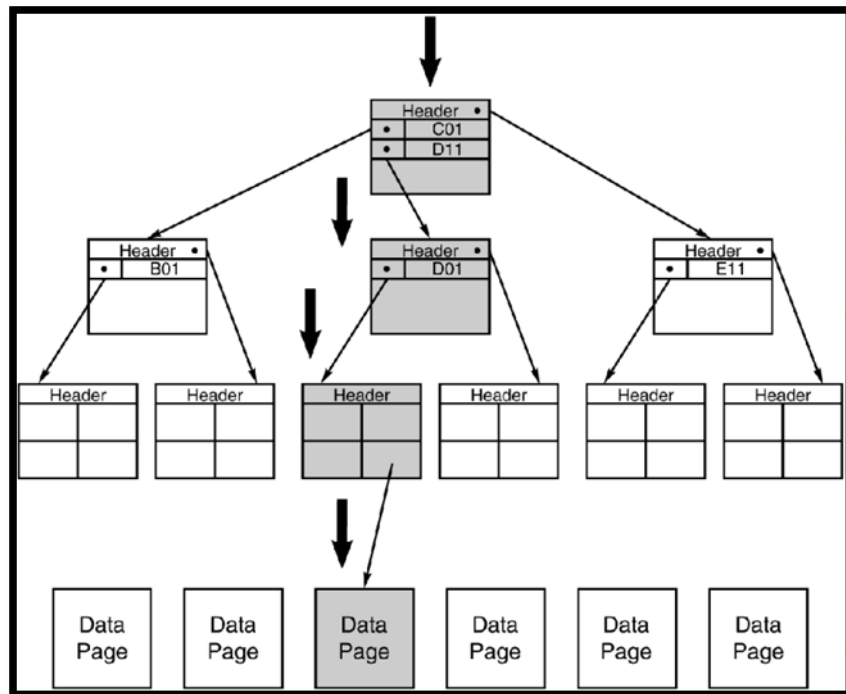 Header
C01
D11
Header
B01
Header
D01
Header
E11
Header
Header
Header
Header
Header
Header
Data
Page
Data
Page
Data
Page
Data
Page
Data
Page
Data
Page